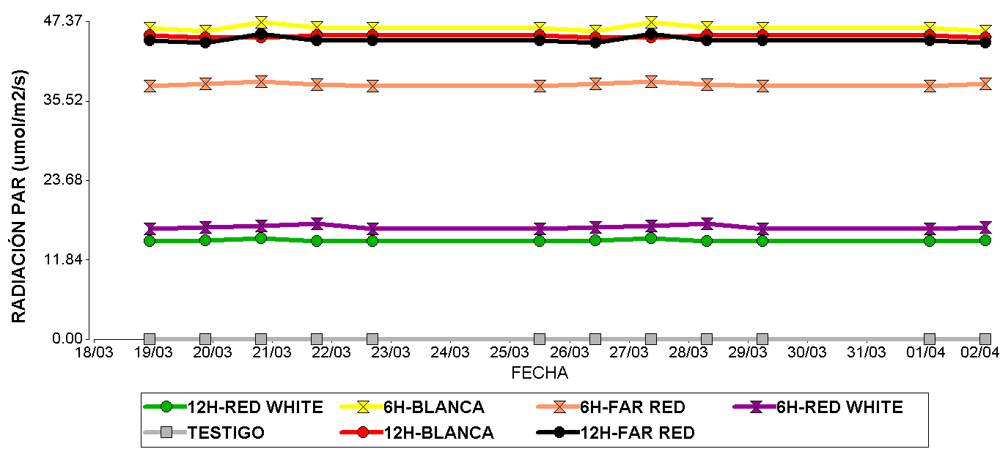 47.37
35.52
23.68
11.84
0.00
RADIACIÓN PAR (umol/m2/s)
18/03 19/03 20/03 21/03 22/03 23/03 24/03 25/03 26/03 27/03 28/03 29/03 30/03 31/03 01/04 02/04
FECHA
12H-RED WHITE 6H-BLANCA 6H-FAR RED 6H-RED WHITE
TESTIGO 12H-BLANCA 12H-FAR RED